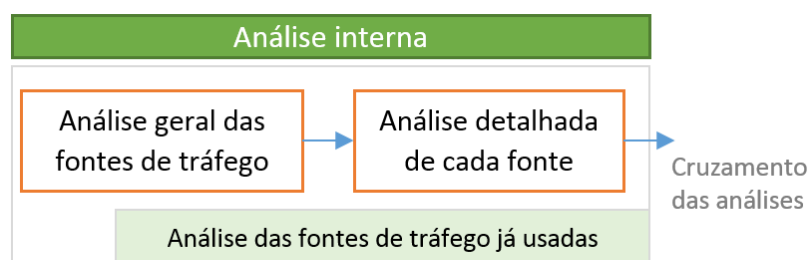 Análise interna
Análise geral das
fontes de tráfego
Análise detalhada
de cada fonte
Cruzamento
das análises
Análise das fontes de tráfego já usadas